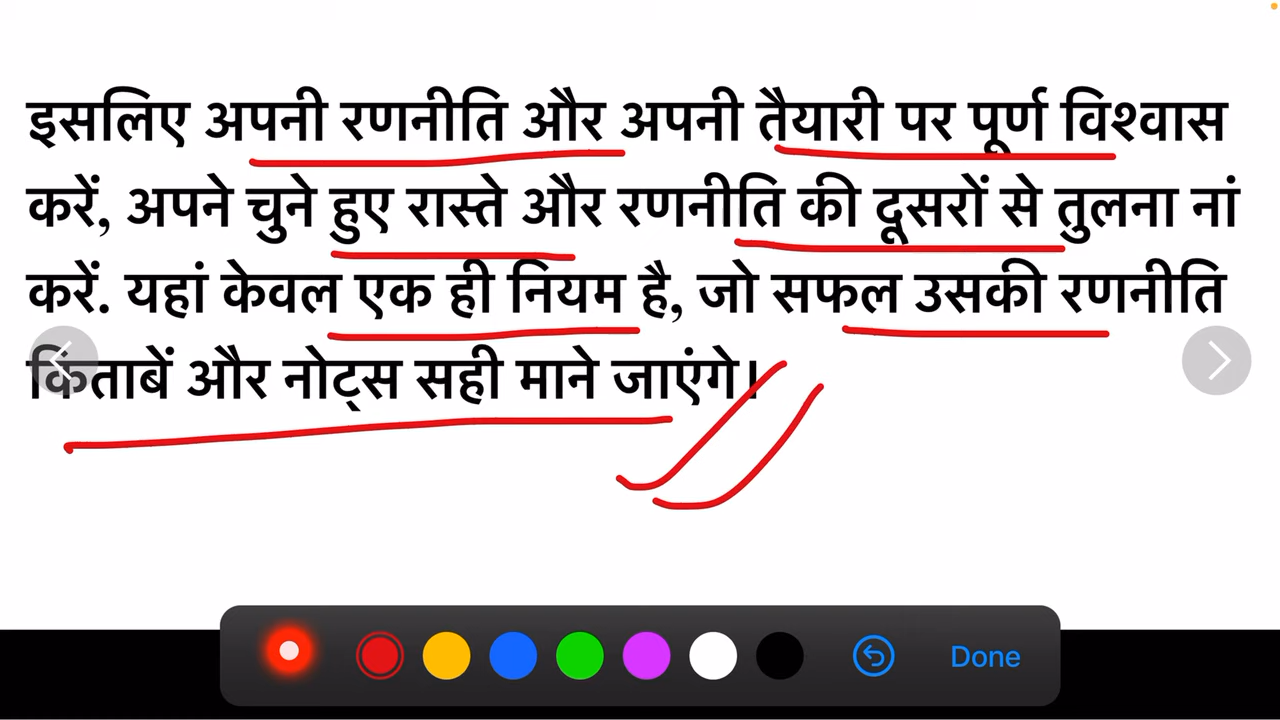 इसलिए अपनी रणनीति और अपनी तैयारी पर पूर्ण विश्वास
करें, अपने चुने हुए रास्ते और रणनीति की दूसरों से तुलना नां
करें. यहां केवल एक ही नियम है, जो सफल उसकी रणनीति
किताबें और नोट्स सही माने जाएंगे।
Done